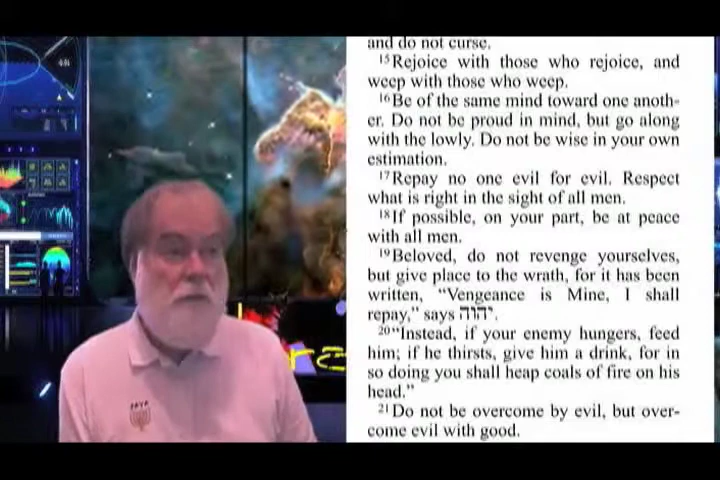 and do not curse.
15Rejoice with those who rejoice, and
weep with those who weep.
16Be of the same mind toward one anoth-
er. Do not be proud in mind, but go along
with the lowly. Do not be wise in your own
estimation.
17Repay no one evil for evil. Respect
what is right in the sight of all men.
18If possible, on your part, be at peace
with all men.
19Beloved, do not revenge yourselves,
but give place to the wrath, for it has been
written, “Vengeance is Mine, I shall
repay,” says יהוה.
20“Instead, if your enemy hungers, feed
him; if he thirsts, give him a drink, for in
so doing you shall heap coals of fire on his
head.”
21Do not be overcome by evil, but over-
come evil with good.